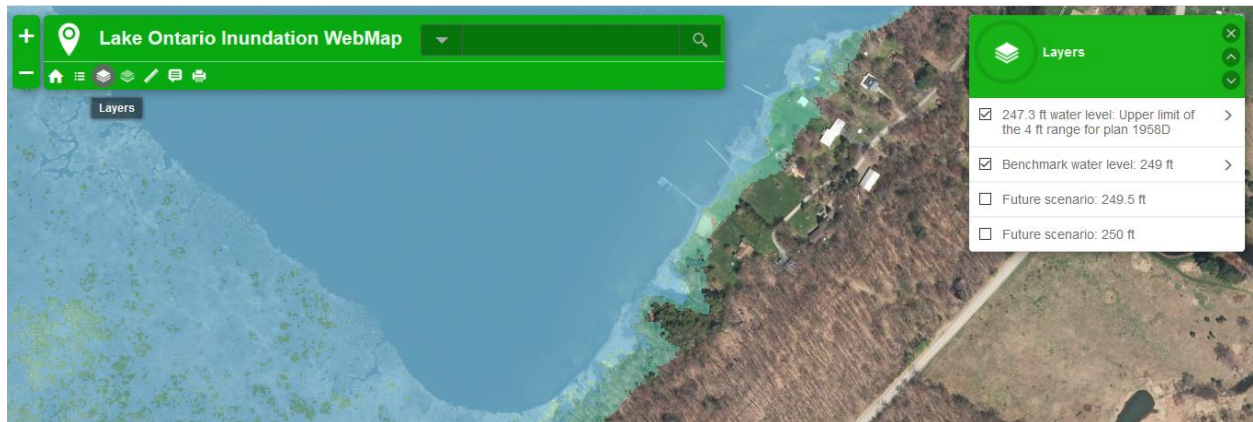 Lake Ontario Inundation WebMap
Layers
Layers
247.3 ft water level: Upper limit of
the 4 ft range for plan 1958D
Benchmark water level: 249 ft
Future scenario: 249.5 ft
Future scenario: 250 ft